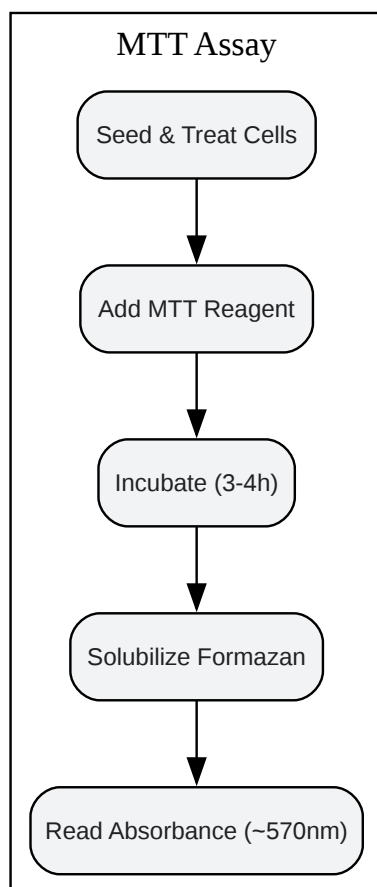 MTT Assay
Seed & Treat Cells
Add MTT Reagent
Incubate (3-4h)
Solubilize Formazan
Read Absorbance (~570nm)